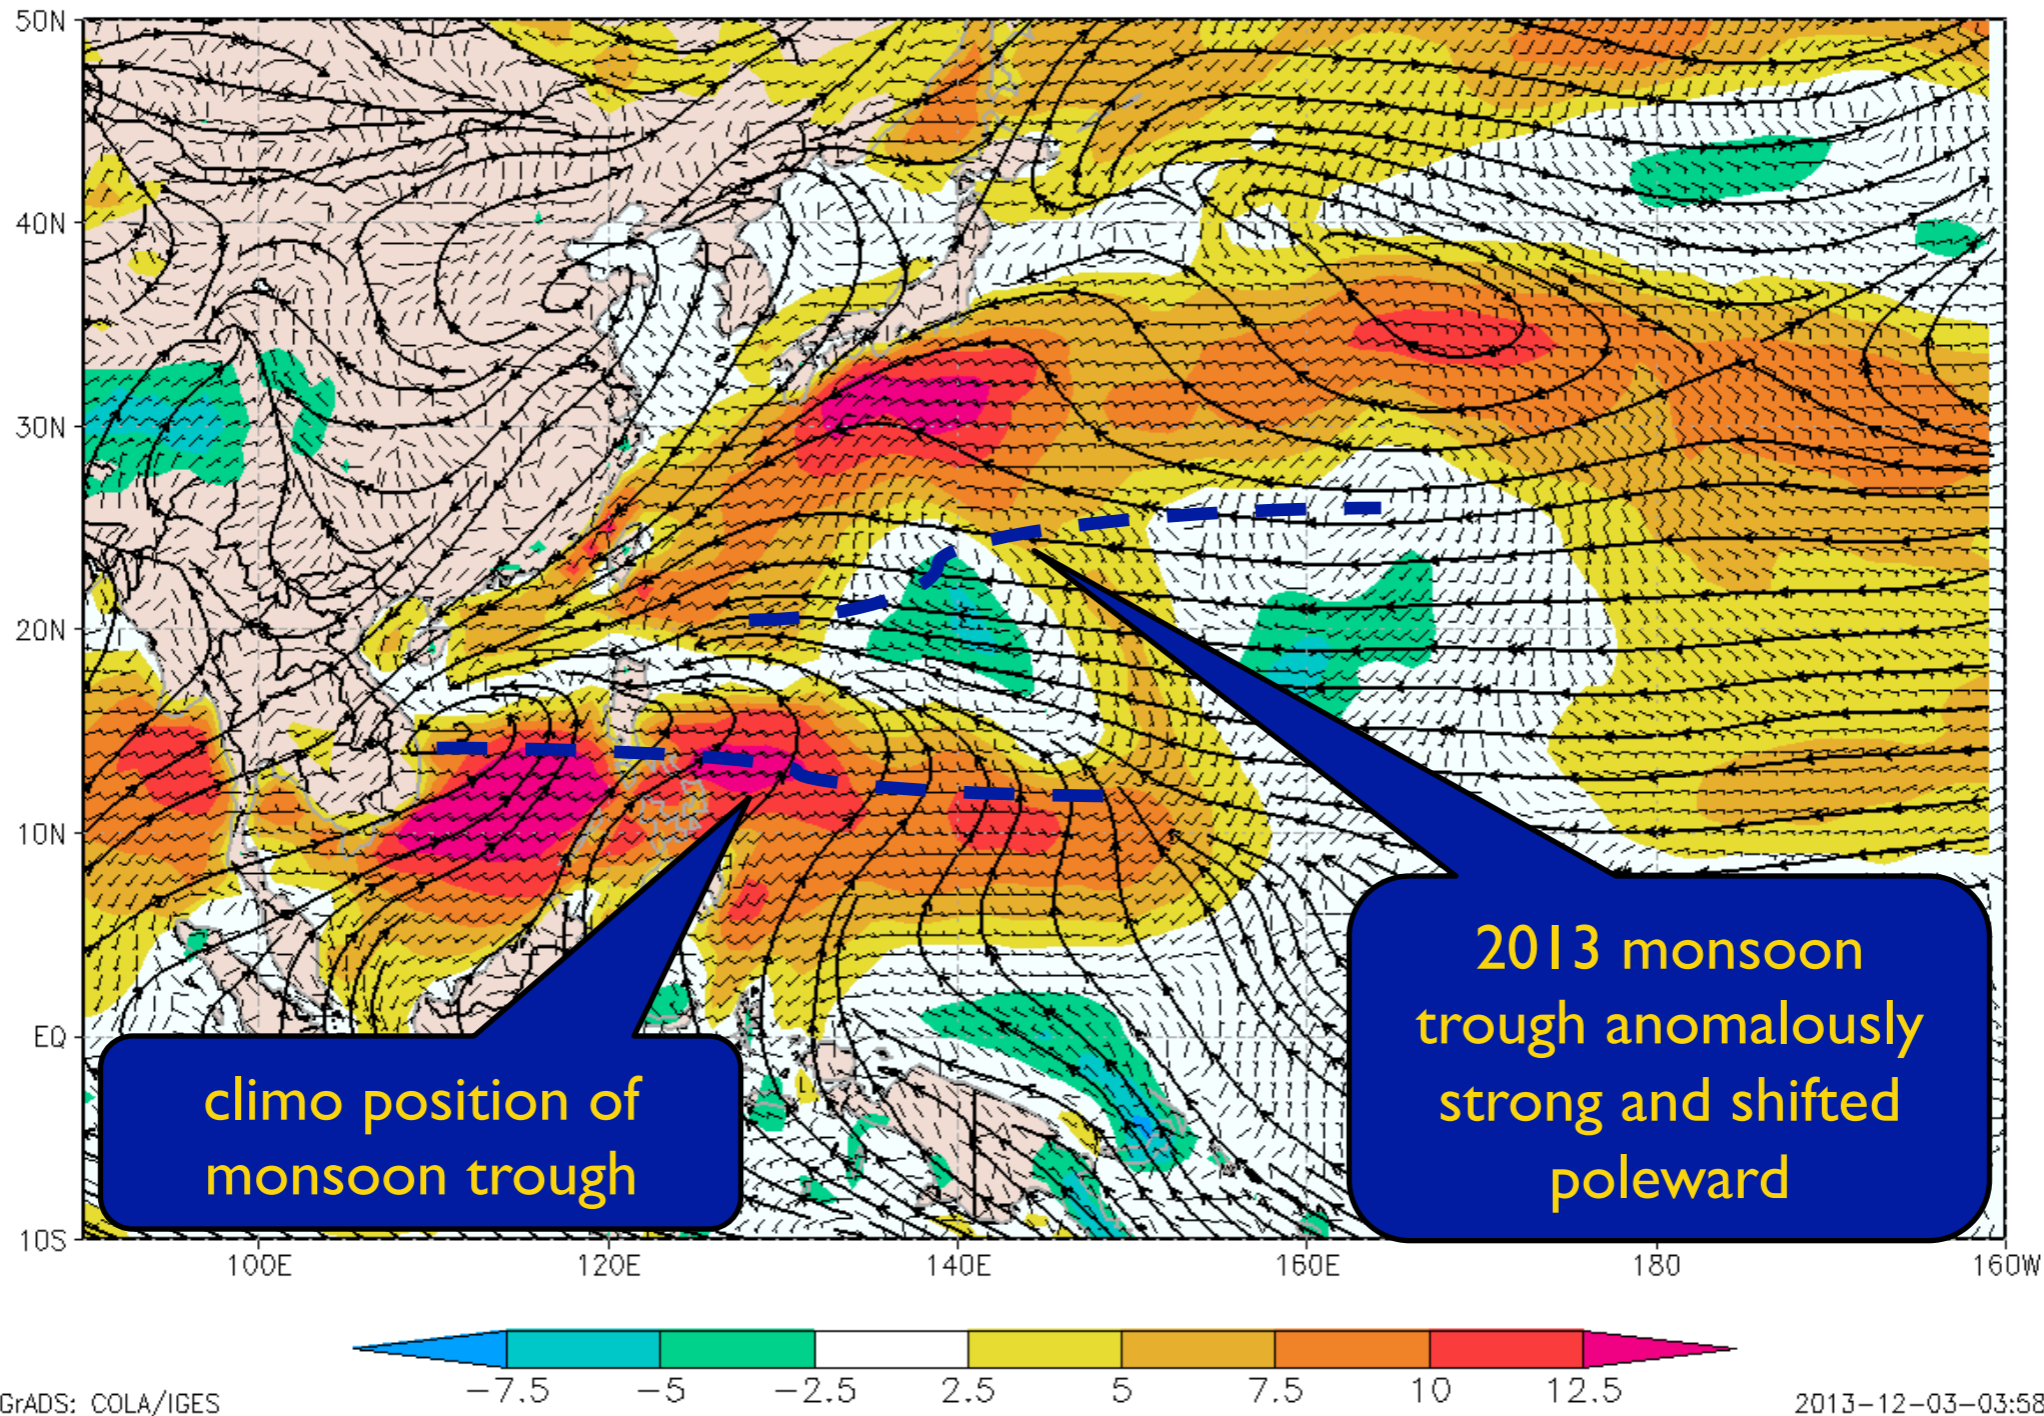 50N
40N
30N
20N
10N
EQ
10S
climo position of
monsoon trough
2013 monsoon
trough anomalously
strong and shifted
poleward
L
100E 120E 140E 160E 180 160W
-7.5 -5 -2.5 2.5 5 7.5 10 12.5
GrADS: COLA/IGES
2013-12-03-03:58